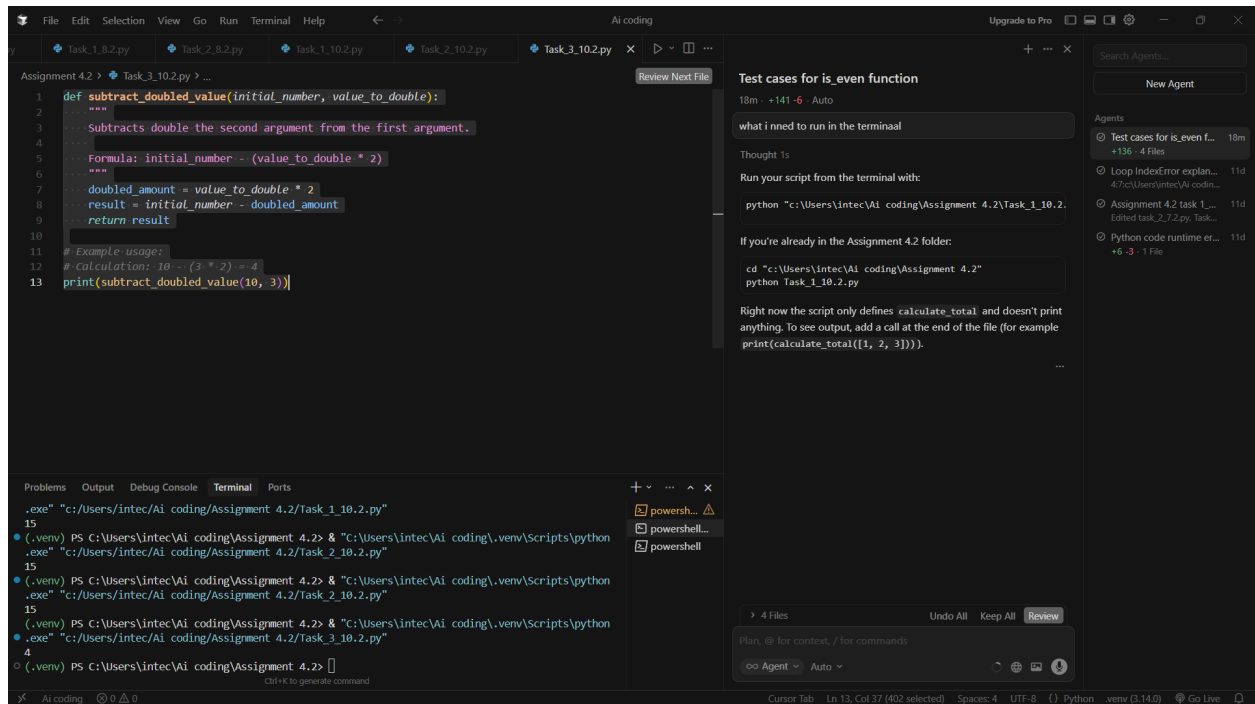 File Edit Selection View Go Run Terminal Help
Ai coding
Upgrade to Pro
Task_1_8.2.py Task_2_8.2.py Task_1_10.2.py Task_2_10.2.py Task_3_10.2.py
Assignment 4.2 > Task_3_10.2.py > ...
Review Next File
1 def subtract_doubled_value(initial_number, value_to_double):
2 """
3 Subtracts double the second argument from the first argument.
4
5 Formula: initial_number - (value_to_double * 2)
6 """
7 doubled_amount = value_to_double * 2
8 result = initial_number - doubled_amount
9 return result
10
11 # Example usage:
12 # Calculation: 10 - (3 * 2) = 4
13 print(subtract_doubled_value(10, 3))
Problems Output Debug Console Terminal Ports
.exe" "c:/Users/intec/Ai coding/Assignment 4.2/Task_1_10.2.py"
15
(.venv) PS C:\Users\intec\Ai coding\Assignment 4.2> & "C:\Users\intec\Ai coding\.venv\Scripts\python
.exe" "c:/Users/intec/Ai coding/Assignment 4.2/Task_2_10.2.py"
15
(.venv) PS C:\Users\intec\Ai coding\Assignment 4.2> & "C:\Users\intec\Ai coding\.venv\Scripts\python
.exe" "c:/Users/intec/Ai coding/Assignment 4.2/Task_2_10.2.py"
15
(.venv) PS C:\Users\intec\Ai coding\Assignment 4.2> & "C:\Users\intec\Ai coding\.venv\Scripts\python
.exe" "c:/Users/intec/Ai coding/Assignment 4.2/Task_3_10.2.py"
4
(.venv) PS C:\Users\intec\Ai coding\Assignment 4.2>
Ctrl+K to generate command
powersh...
powershell...
powershell
Test cases for is_even function
18m · +141 -6 · Auto
what i nned to run in the terminaal
Thought 1s
Run your script from the terminal with:
python "c:\Users\intec\Ai coding\Assignment 4.2\Task_1_10.2.
If you're already in the Assignment 4.2 folder:
cd "c:\Users\intec\Ai coding\Assignment 4.2"
python Task_1_10.2.py
Right now the script only defines calculate_total and doesn't print
anything. To see output, add a call at the end of the file (for example
print(calculate_total([1, 2, 3]))).
> 4 Files
Undo All Keep All Review
Plan, @ for context, / for commands
Agent Auto
Search Agents...
New Agent
Agents
Test cases for is_even f... 18m
+136 · 4 Files
Loop IndexError explan... 11d
4:7:c:\Users\intec\Ai codin...
Assignment 4.2 task 1_... 11d
Edited task_2_7.2.py, Task...
Python code runtime er... 11d
+6 -3 · 1 File
Ai coding 0 0
Cursor Tab Ln 13, Col 37 (402 selected) Spaces: 4 UTF-8 {} Python .venv (3.14.0) Go Live